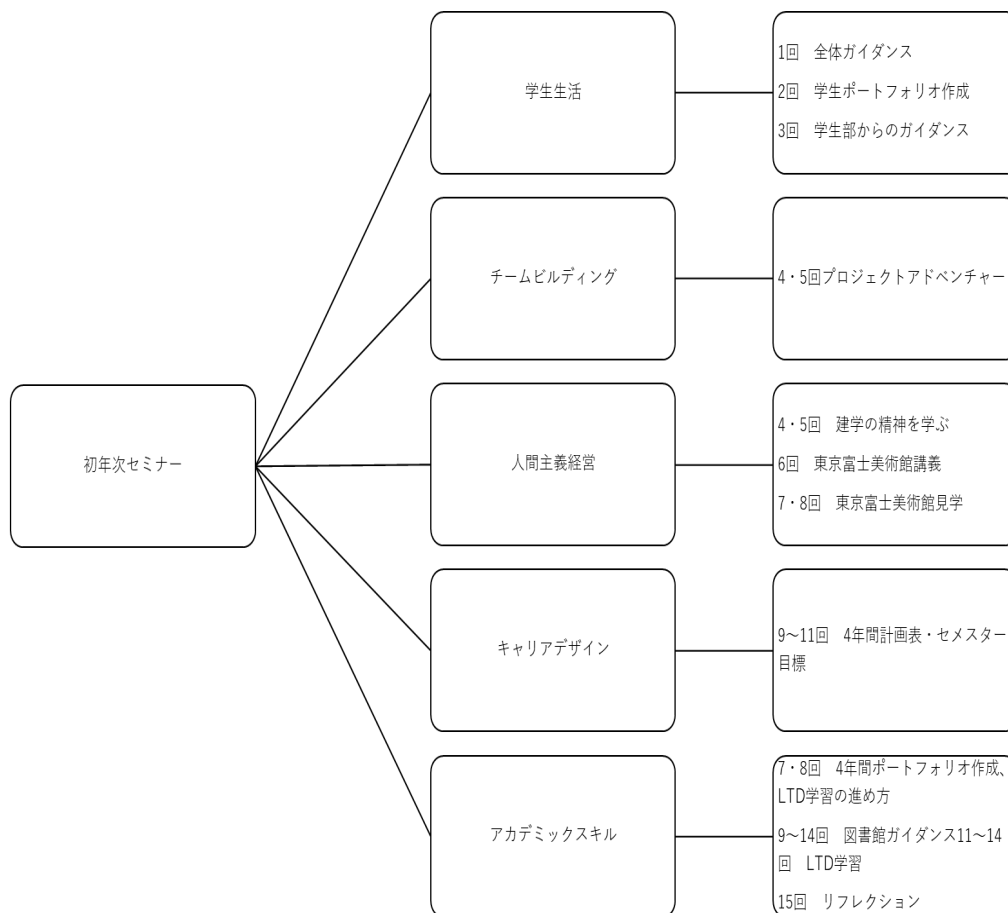 学生生活
1回　全体ガイダンス
2回　学生ポートフォリオ作成
3回　学生部からのガイダンス
チームビルディング
4・5回プロジェクトアドベンチャー
初年次セミナー
人間主義経営
4・5回　建学の精神を学ぶ
6回　東京富士美術館講義
7・8回　東京富士美術館見学
キャリアデザイン
9～11回　4年間計画表・セメスター
目標
アカデミックスキル
7・8回　4年間ポートフォリオ作成、
LTD学習の進め方
9～14回　図書館ガイダンス11～14
回　LTD学習
15回　リフレクション